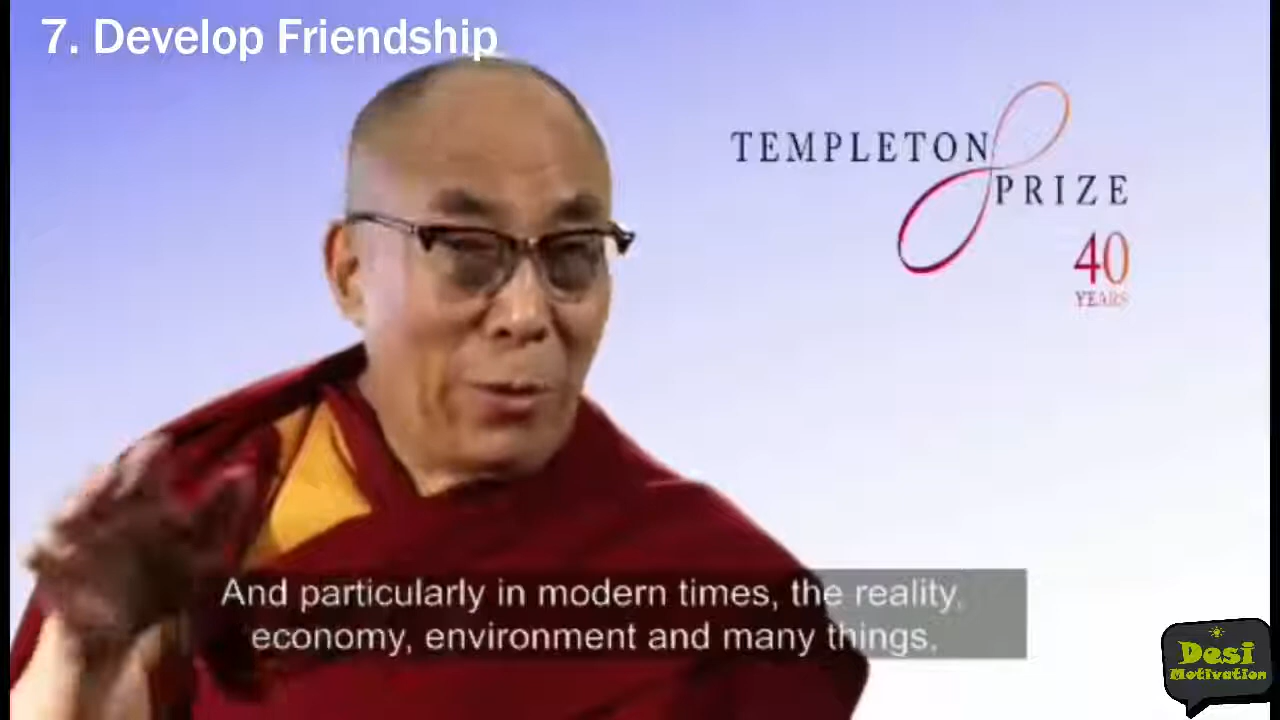 7. Develop Friendship
TEMPLETON
PRIZE
40
YEARS
And particularly in modern times, the reality,
economy, environment and many things.
Desi
Motivation